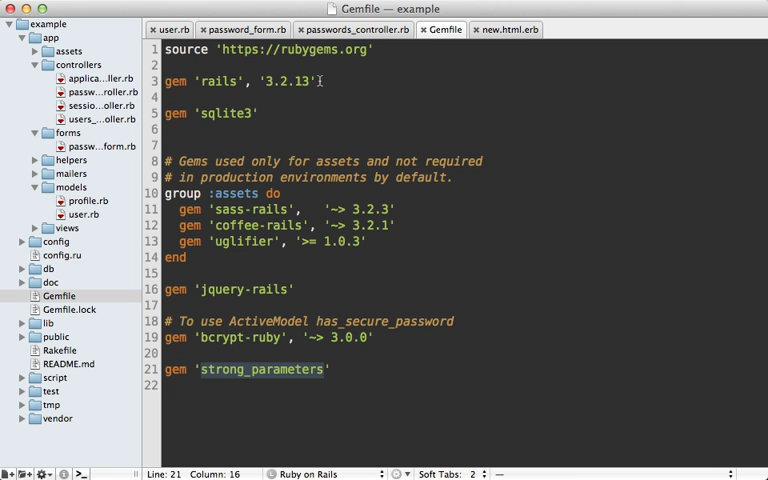 Gemfile — example
example
app
assets
controllers
applica...ller.rb
passw...roller.rb
sessio...oller.rb
users_...oller.rb
forms
passw...form.rb
helpers
mailers
models
profile.rb
user.rb
views
config
config.ru
db
doc
Gemfile
Gemfile.lock
lib
public
Rakefile
README.md
script
test
tmp
vendor
× user.rb × password_form.rb × passwords_controller.rb × Gemfile × new.html.erb
1 source 'https://rubygems.org'
2
3 gem 'rails', '3.2.13'
4
5 gem 'sqlite3'
6
7
8 # Gems used only for assets and not required
9 # in production environments by default.
10 group :assets do
11 gem 'sass-rails', '~> 3.2.3'
12 gem 'coffee-rails', '~> 3.2.1'
13 gem 'uglifier', '>= 1.0.3'
14 end
15
16 gem 'jquery-rails'
17
18 # To use ActiveModel has_secure_password
19 gem 'bcrypt-ruby', '~> 3.0.0'
20
21 gem 'strong_parameters'
22
Line: 21 Column: 16 Ruby on Rails Soft Tabs: 2 —